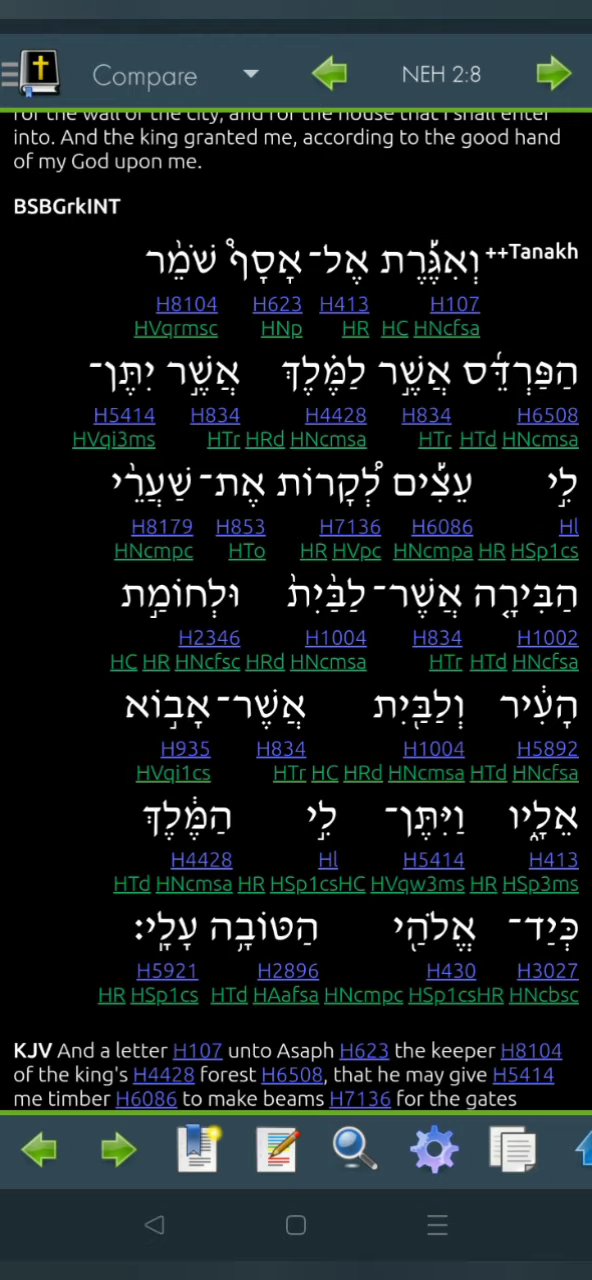 Compare
NEH 2:8
for the wall of the city, and for the house that I shall enter
into. And the king granted me, according to the good hand
of my God upon me.
BSBGrkINT
++Tanakh וְאִגֶּ֡רֶת אֶל־ אָסָף֩ שֹׁמֵ֨ר
H8104 H623 H413 H107
HVqrmsc HNp HR HC HNcfsa
הַפַּרְדֵּ֜ס אֲשֶׁ֣ר לַמֶּ֗לֶךְ אֲשֶׁ֣ר יִתֶּן־
H5414 H834 H4428 H834 H6508
HVqi3ms HTr HRd HNcmsa HTr HTd HNcmsa
לִ֣י עֵצִ֡ים לְ֠קָרוֹת אֶת־ שַׁעֲרֵ֨י
H8179 H853 H7136 H6086 Hl
HNcmpc HTo HR HVpc HNcmpa HR HSp1cs
הַבִּירָ֤ה אֲשֶׁר־ לַבַּ֙יִת֙ וּלְחוֹמַ֣ת
H2346 H1004 H834 H1002
HC HR HNcfsc HRd HNcmsa HTr HTd HNcfsa
הָעִ֔יר וְלַבַּ֖יִת אֲשֶׁר־ אָב֣וֹא
H935 H834 H1004 H5892
HVqi1cs HTr HC HRd HNcmsa HTd HNcfsa
אֵלָ֑יו וַיִּתֶּן־ לִ֣י הַמֶּ֔לֶךְ
H4428 Hl H5414 H413
HTd HNcmsa HR HSp1csHC HVqw3ms HR HSp3ms
כְּיַד־ אֱלֹהַ֖י הַטּוֹבָ֥ה עָלָֽי׃
H5921 H2896 H430 H3027
HR HSp1cs HTd HAafsa HNcmpc HSp1csHR HNcbsc
KJV And a letter H107 unto Asaph H623 the keeper H8104
of the king's H4428 forest H6508, that he may give H5414
me timber H6086 to make beams H7136 for the gates